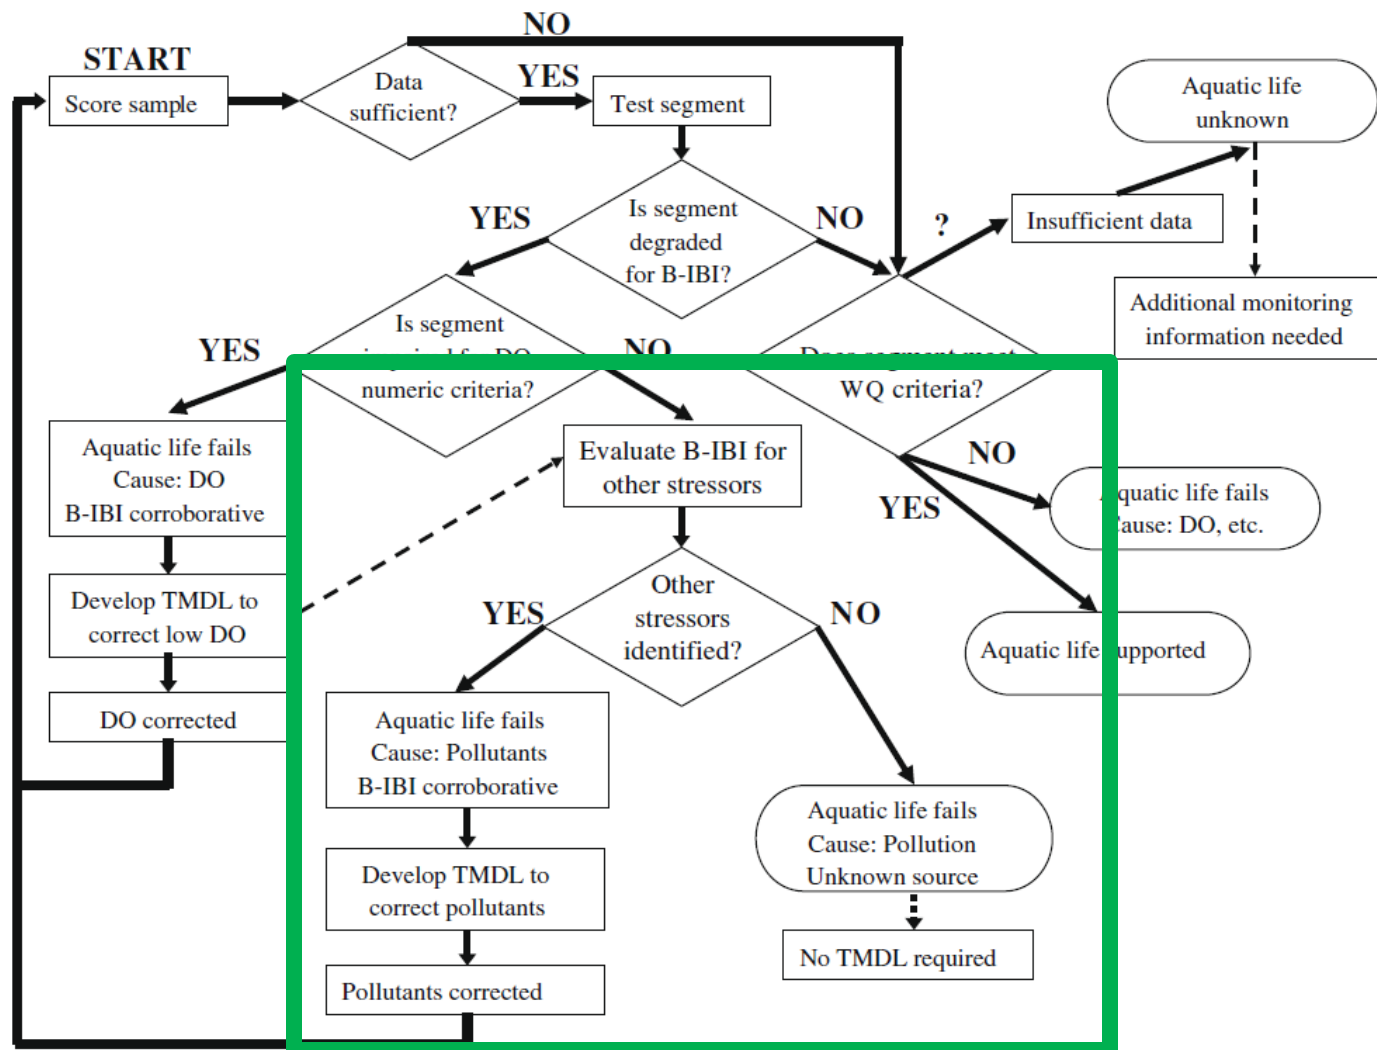 NO
START
Score sample
Data
sufficient?
YES
Test segment
Aquatic life
unknown
YES
Is segment
degraded
for B-IBI?
NO
?
Insufficient data
Additional monitoring
information needed
YES
Is segment
numeric criteria?
NO
WQ criteria?
Aquatic life fails
Cause: DO
B-IBI corroborative
Evaluate B-IBI for
other stressors
NO
YES
Aquatic life fails
Cause: DO, etc.
Develop TMDL to
correct low DO
YES
Other
stressors
identified?
NO
Aquatic life supported
DO corrected
Aquatic life fails
Cause: Pollutants
B-IBI corroborative
Aquatic life fails
Cause: Pollution
Unknown source
Develop TMDL to
correct pollutants
No TMDL required
Pollutants corrected